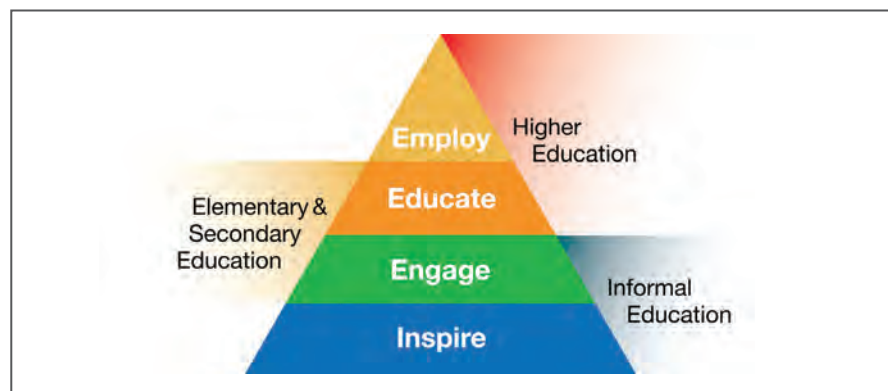 Employ
Higher
Education
Educate
Elementary &
Secondary
Education
Engage
Informal
Education
Inspire